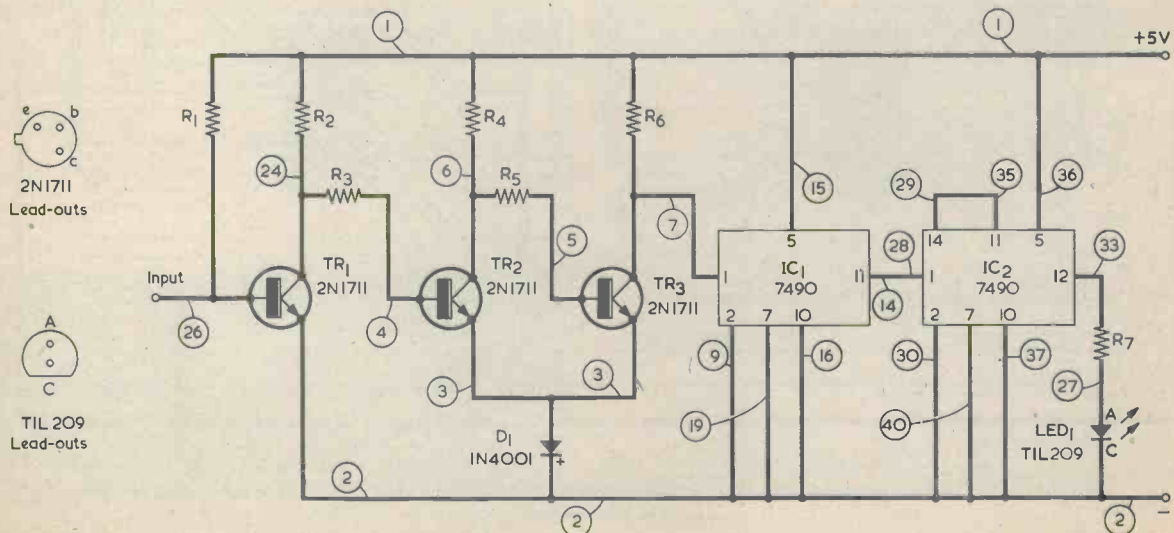 1
1
+5V
e
b
c
2N1711
Lead-outs
R1
R2
R4
R6
24
R3
6
R5
15
29
35
36
7
5
5
14
11
5
Input
TR1
2N1711
TR2
2N1711
TR3
2N1711
1
IC1
7490
11
28
1
IC2
7490
12
33
26
4
14
2
7
10
2
7
10
R7
A
C
TIL 209
Lead-outs
3
3
9
16
30
37
27
19
40
D1
1N4001
+
LED1
TIL209
A
C
2
2
2
−